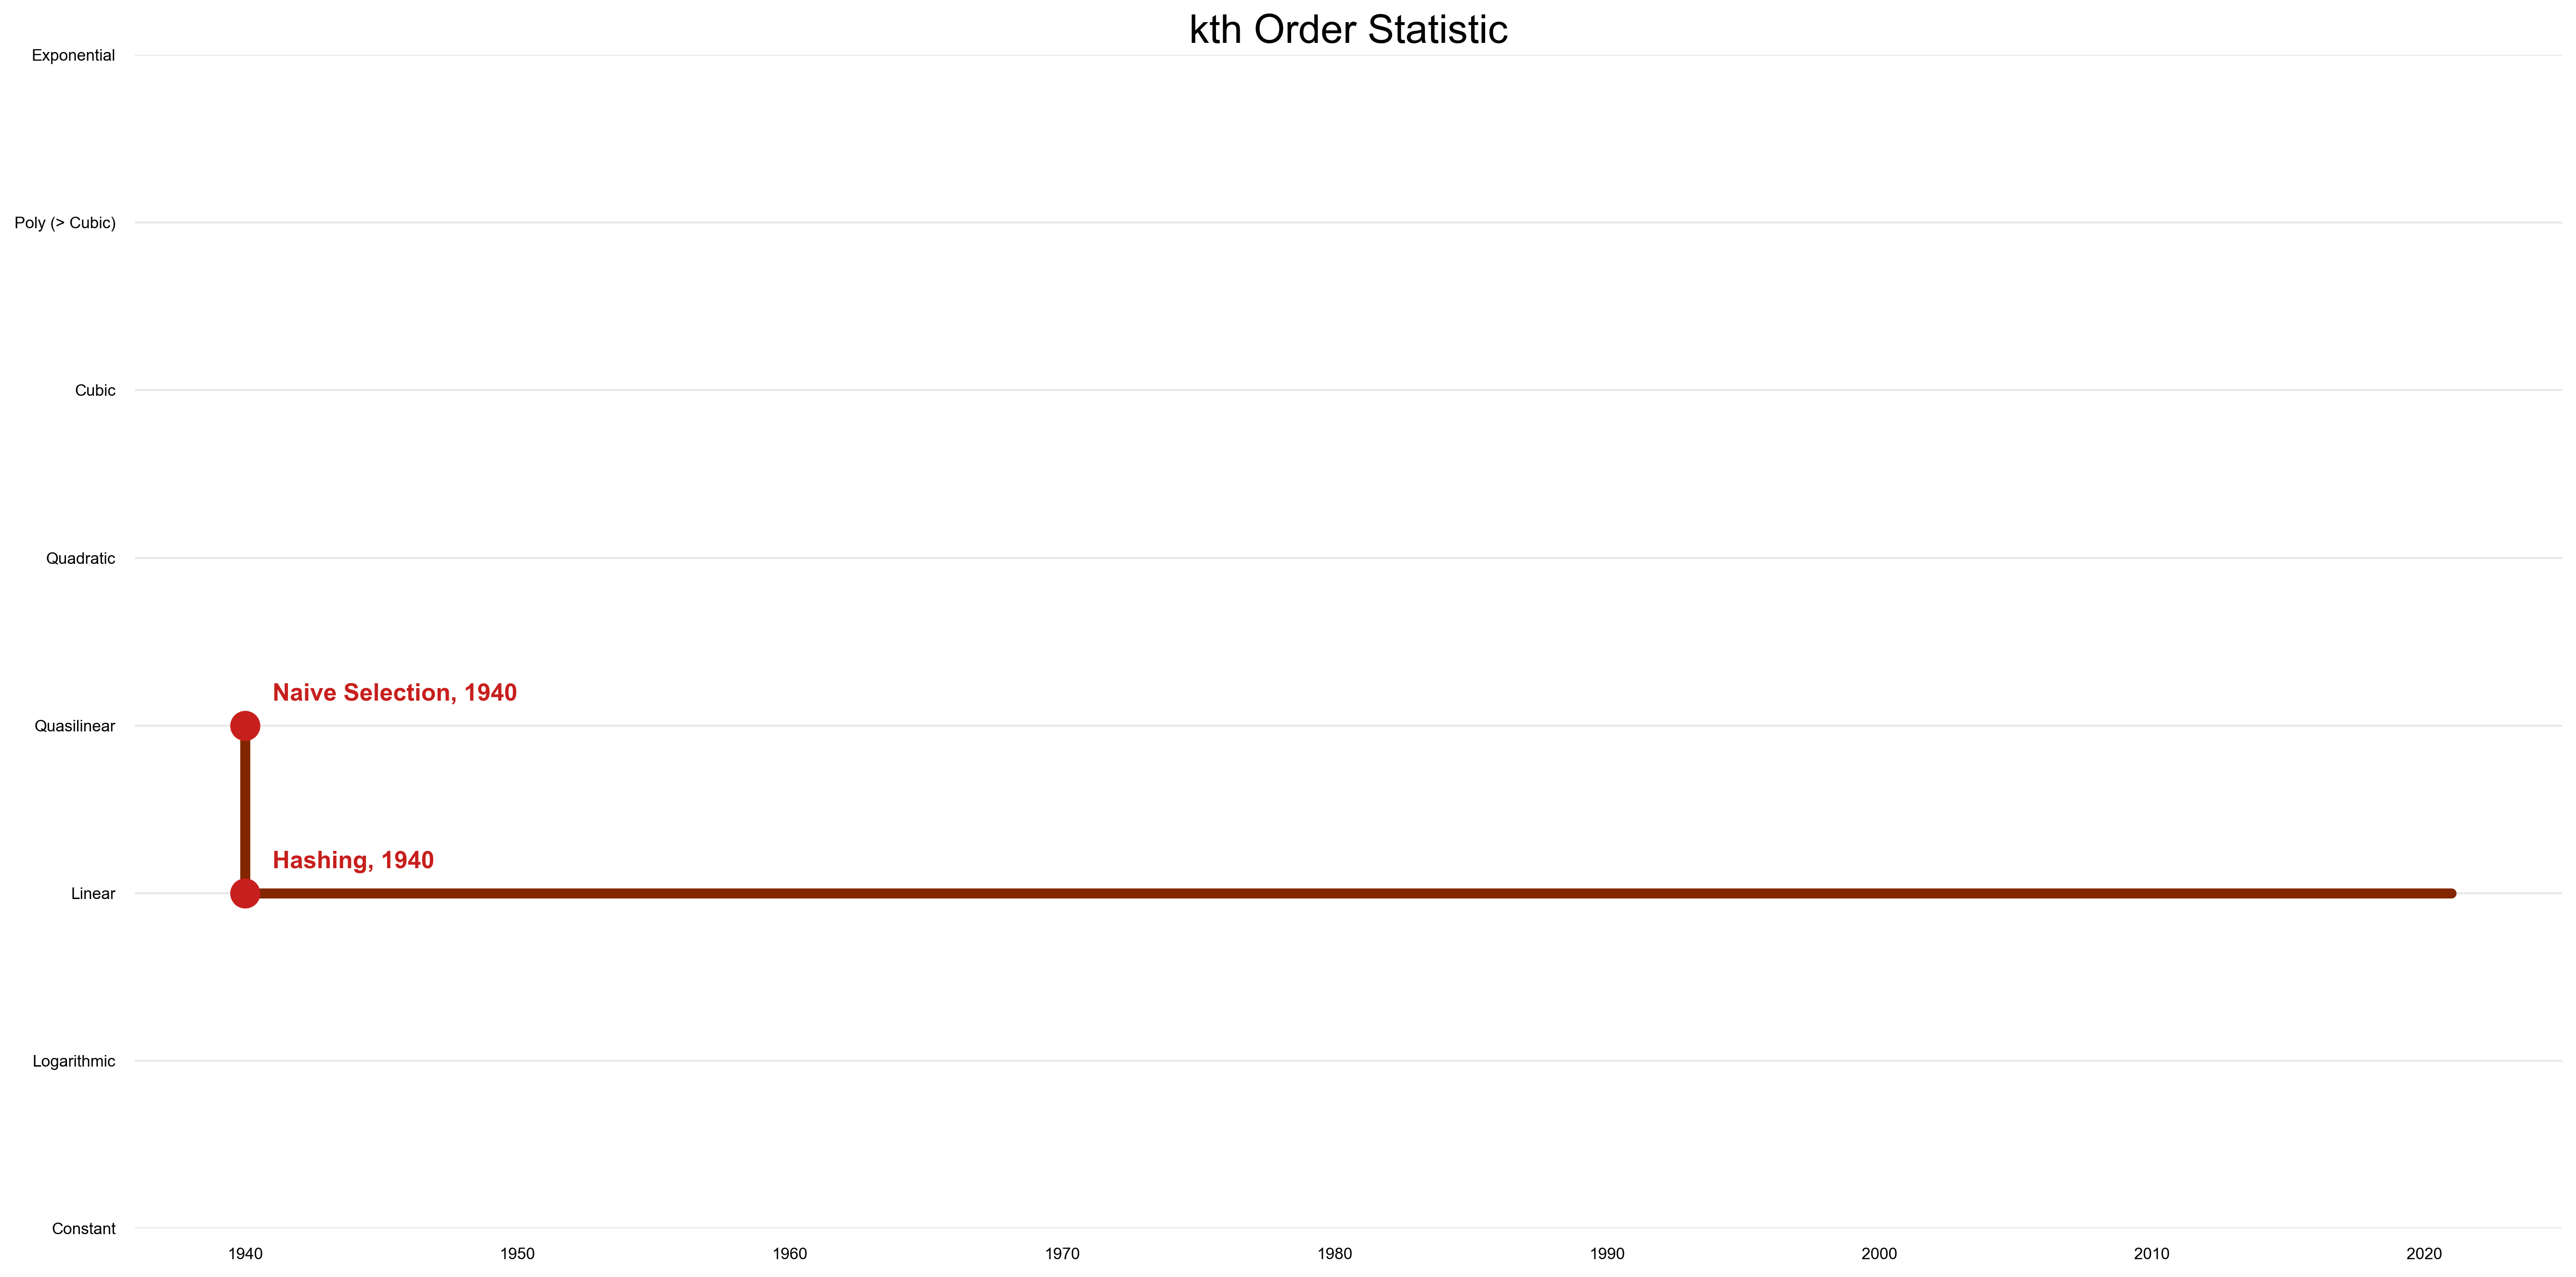 kth Order Statistic
Exponential
Poly (> Cubic)
Cubic
Quadratic
Naive Selection, 1940
Quasilinear
Hashing, 1940
Linear
Logarithmic
Constant
1940 1950 1960 1970 1980 1990 2000 2010 2020